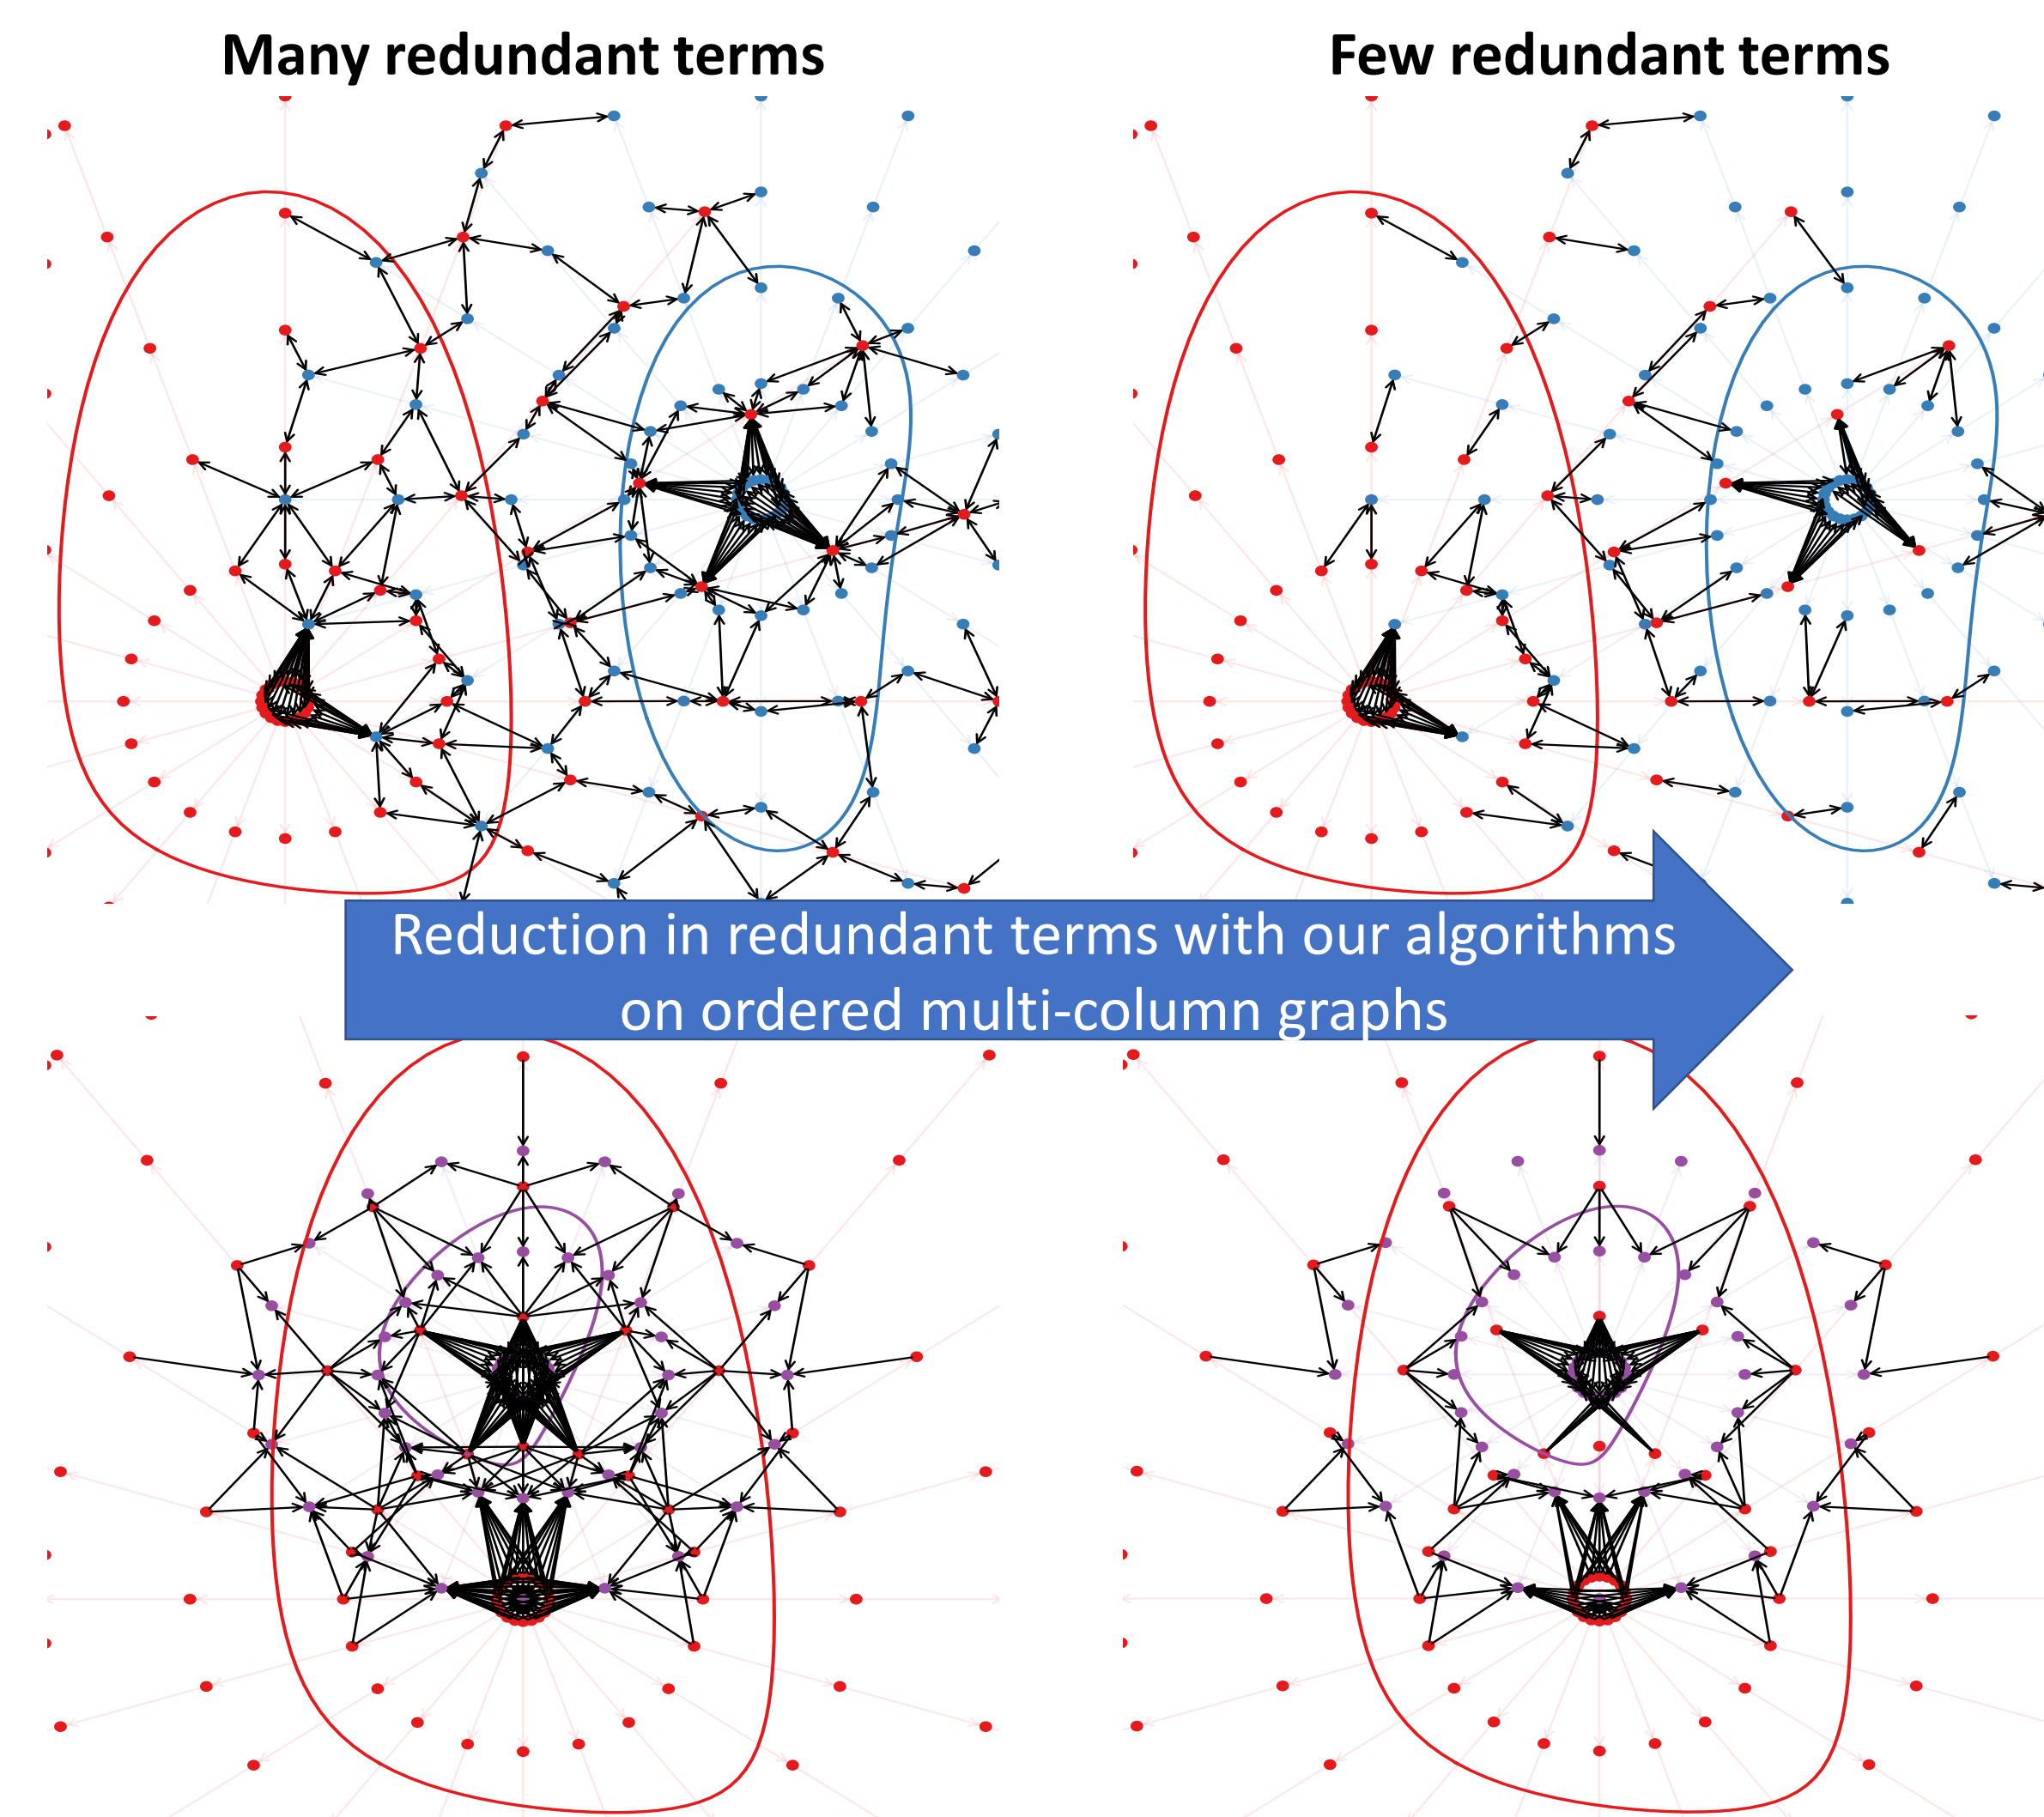 Many redundant terms
Few redundant terms
Reduction in redundant terms with our algorithms
on ordered multi-column graphs